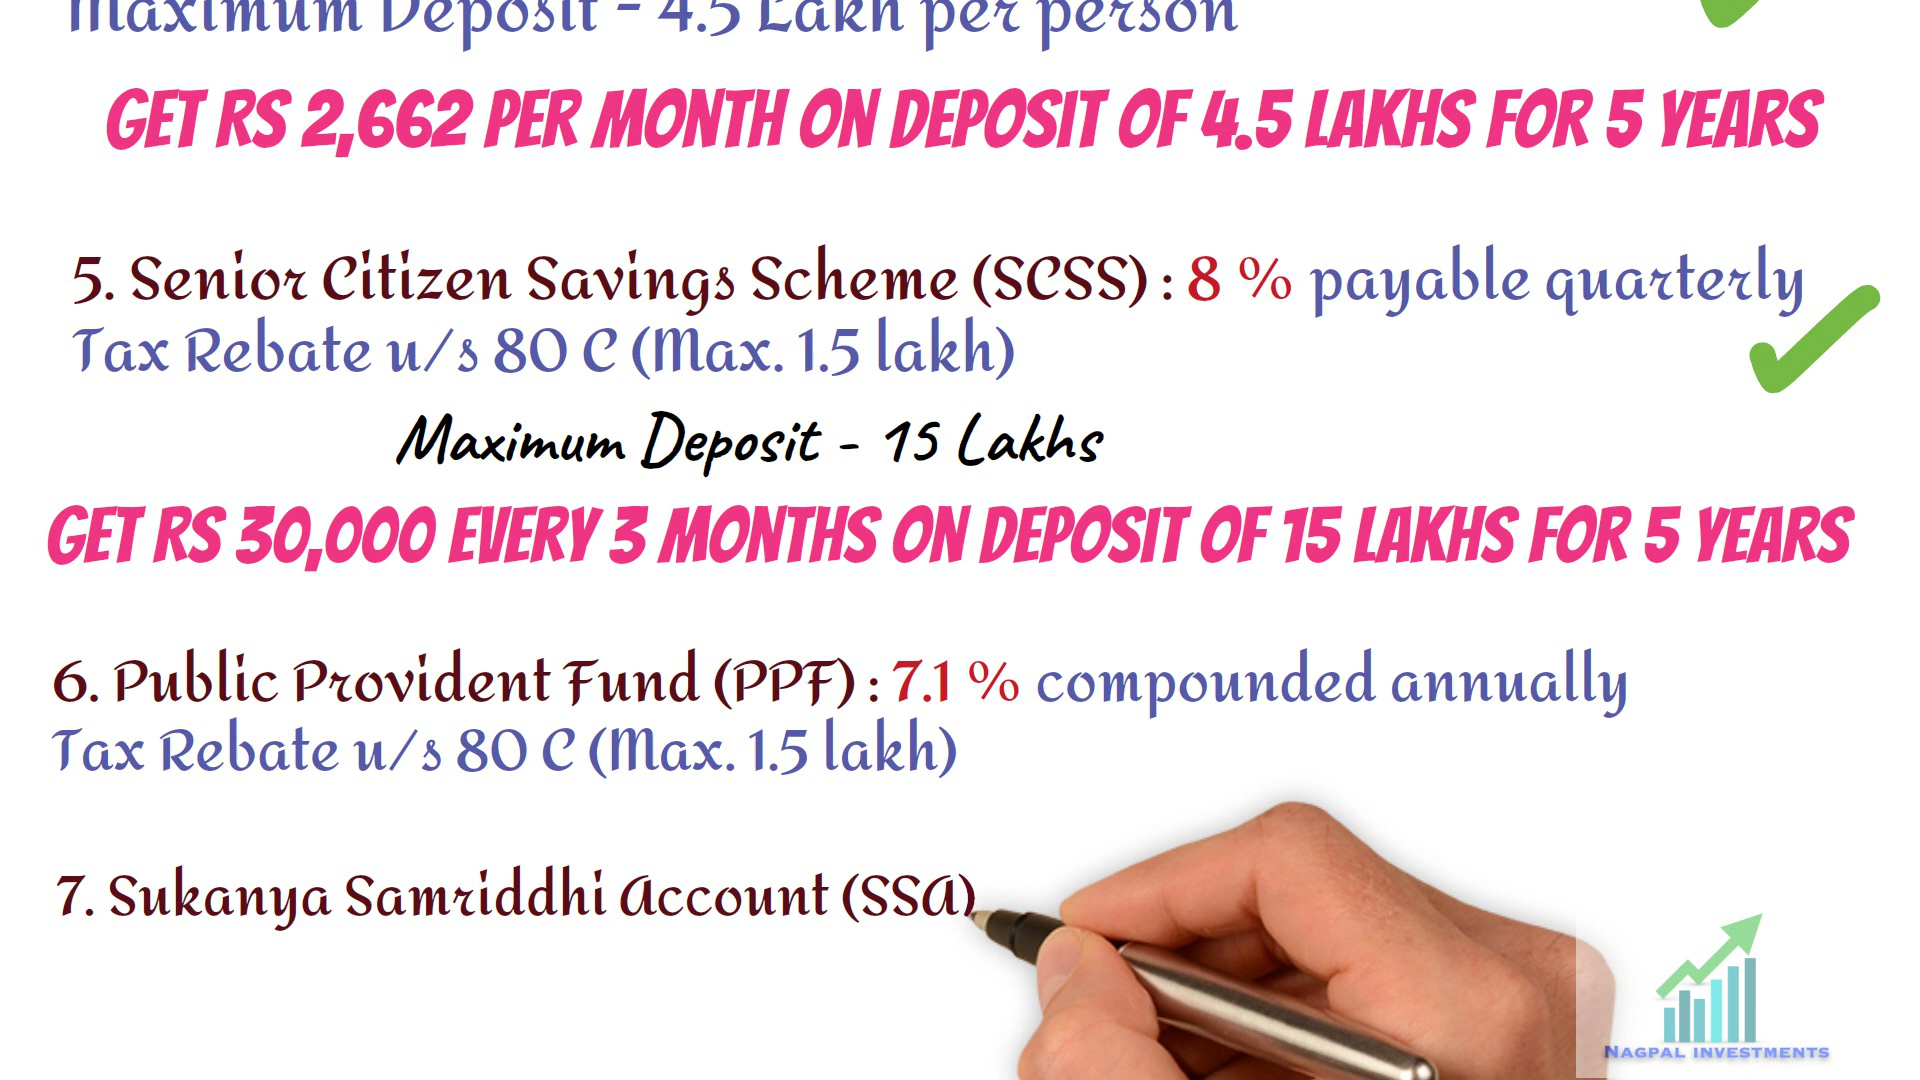 Maximum Deposit - 4.5 Lakh per person
GET RS 2,662 PER MONTH ON DEPOSIT OF 4.5 LAKHS FOR 5 YEARS
5. Senior Citizen Savings Scheme (SCSS) : 8 % payable quarterly
Tax Rebate u/s 80 C (Max. 1.5 lakh)
Maximum Deposit - 15 Lakhs
GET RS 30,000 EVERY 3 MONTHS ON DEPOSIT OF 15 LAKHS FOR 5 YEARS
6. Public Provident Fund (PPF) : 7.1 % compounded annually
Tax Rebate u/s 80 C (Max. 1.5 lakh)
7. Sukanya Samriddhi Account (SSA)
NAGPAL INVESTMENTS